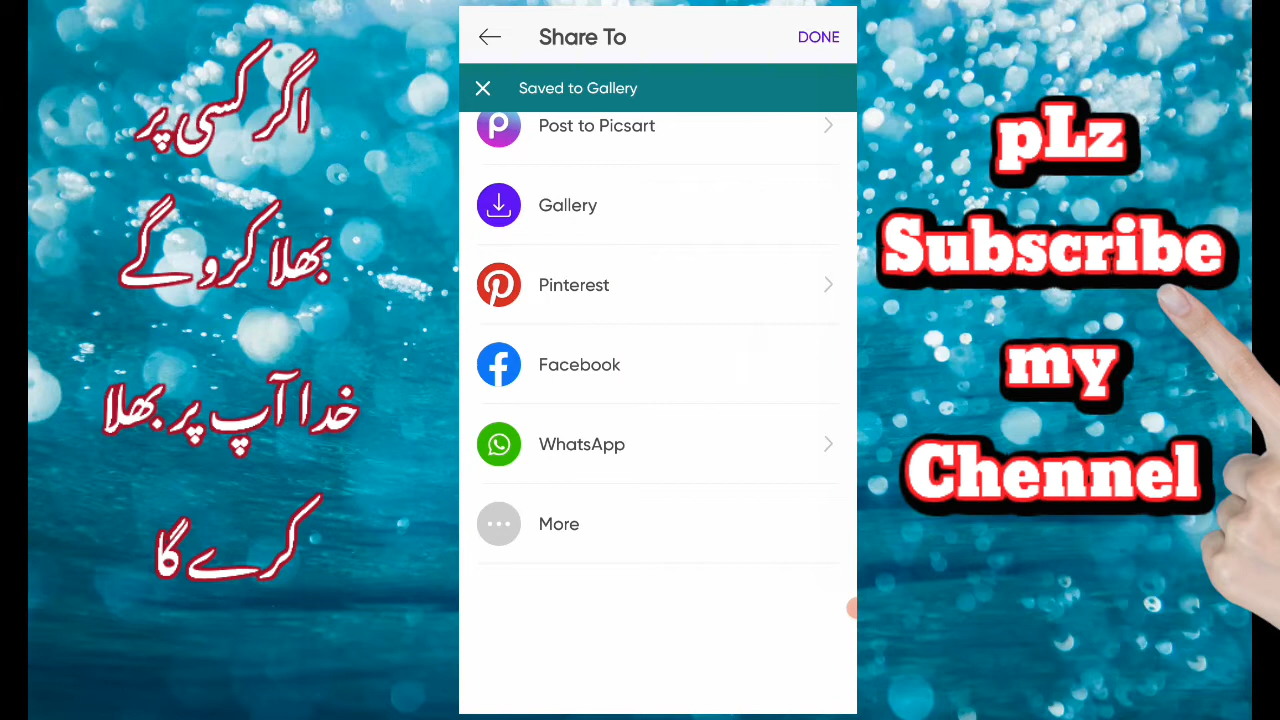 اگر کسی پر
بھلا کرو گے
خدا آپ پر بھلا
کرے گا
Share To
DONE
Saved to Gallery
Post to Picsart
Gallery
Pinterest
Facebook
WhatsApp
More
pLz
Subscribe
my
Chennel